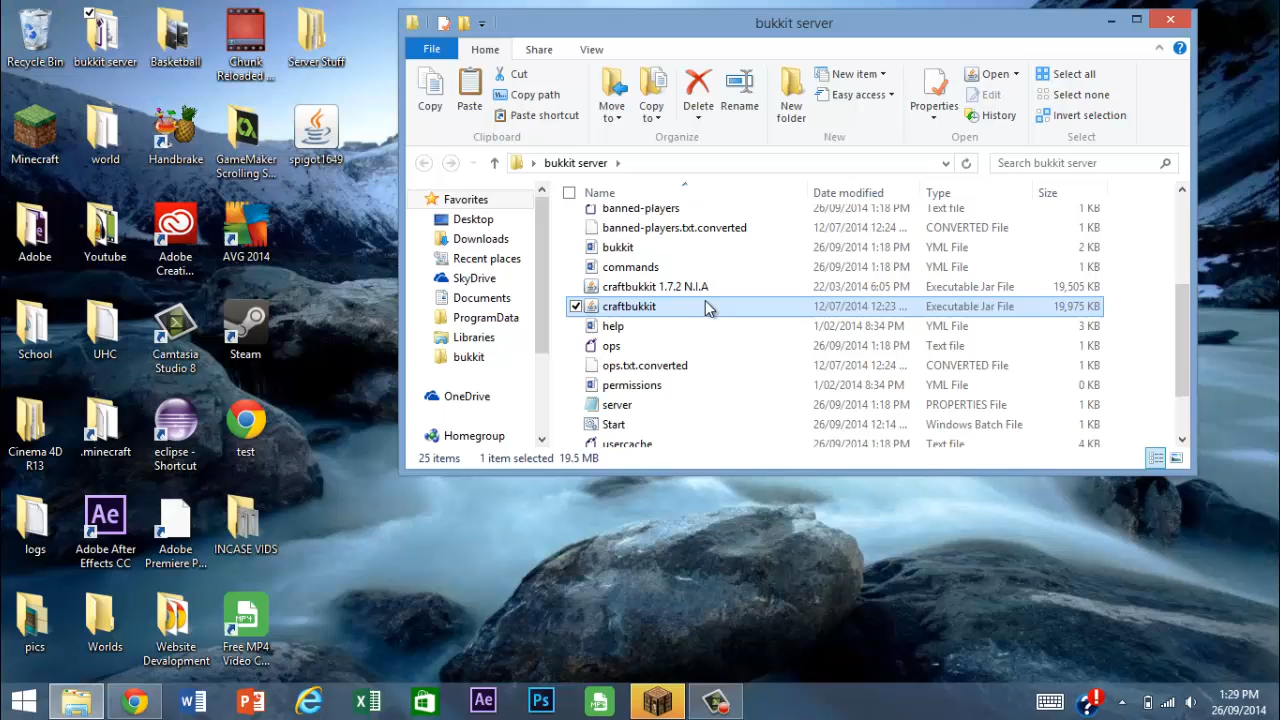 Recycle Bin
bukkit server
Basketball
Chunk
Reloaded ...
Server Stuff
Minecraft
world
Handbrake
GameMaker
Scrolling S...
spigot1649
Adobe
Youtube
Adobe
Creati...
AVG 2014
School
UHC
Camtasia
Studio 8
Steam
Cinema 4D
R13
.minecraft
eclipse -
Shortcut
test
logs
Adobe After
Effects CC
Adobe
Premiere P...
INCASE VIDS
pics
Worlds
Website
Devalopment
Free MP4
Video C...
bukkit server
File
Home
Share
View
Copy
Paste
Cut
Copy path
Paste shortcut
Clipboard
Move
to
Copy
to
Delete
Rename
Organize
New
folder
New item
Easy access
New
Properties
Open
Edit
History
Open
Select all
Select none
Invert selection
Select
bukkit server
Search bukkit server
Favorites
Desktop
Downloads
Recent places
SkyDrive
Documents
ProgramData
Libraries
bukkit
OneDrive
Homegroup
Name Date modified Type Size
banned-players 26/09/2014 1:18 PM Text file 1 KB
banned-players.txt.converted 12/07/2014 12:24 ... CONVERTED File 1 KB
bukkit 26/09/2014 1:18 PM YML File 2 KB
commands 26/09/2014 1:18 PM YML File 1 KB
craftbukkit 1.7.2 N.I.A 22/03/2014 6:05 PM Executable Jar File 19,505 KB
craftbukkit 12/07/2014 12:23 ... Executable Jar File 19,975 KB
help 1/02/2014 8:34 PM YML File 3 KB
ops 26/09/2014 1:18 PM Text file 1 KB
ops.txt.converted 12/07/2014 12:24 ... CONVERTED File 1 KB
permissions 1/02/2014 8:34 PM YML File 0 KB
server 26/09/2014 1:18 PM PROPERTIES File 1 KB
Start 26/09/2014 12:14 ... Windows Batch File 1 KB
usercache 26/09/2014 1:18 PM Text file 1 KB
25 items 1 item selected 19.5 MB
1:29 PM
26/09/2014